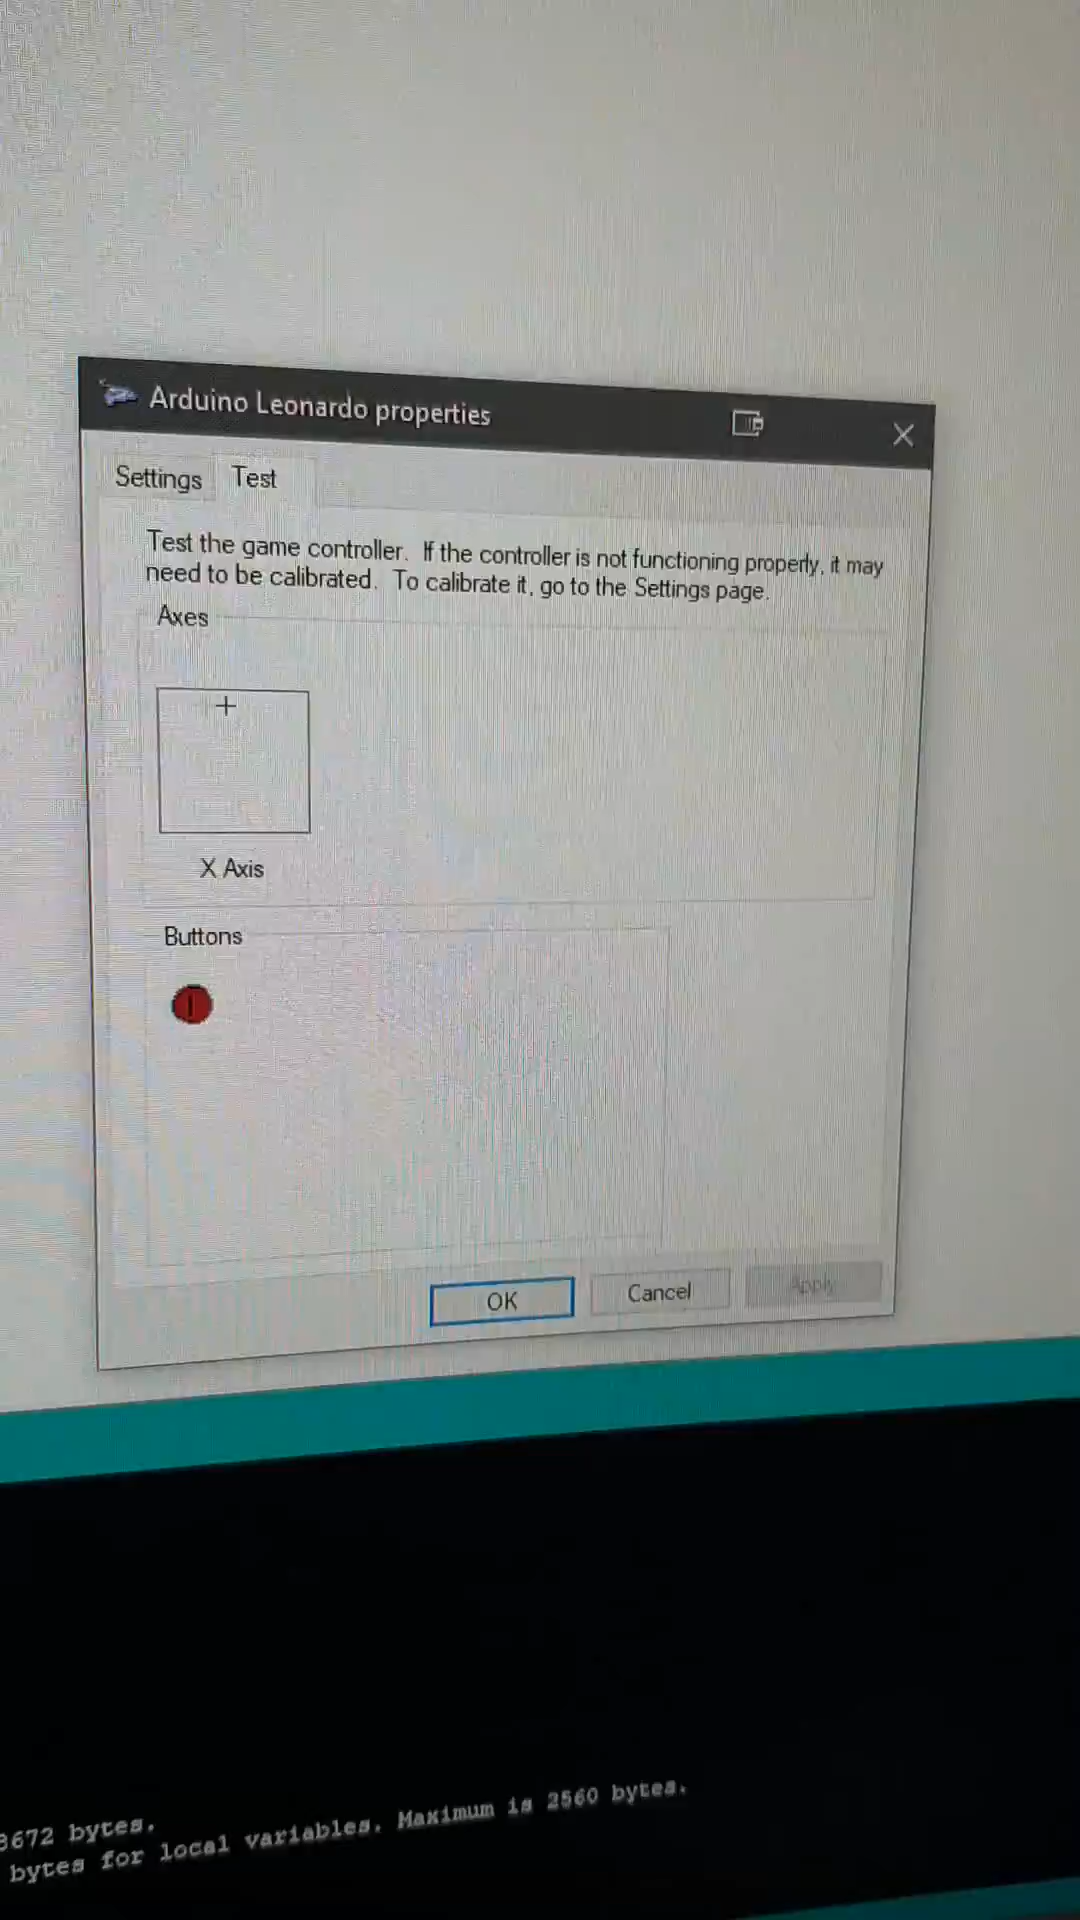 Arduino Leonardo properties
Settings Test
Test the game controller. If the controller is not functioning properly, it may
need to be calibrated. To calibrate it, go to the Settings page.
Axes
X Axis
Buttons
1
OK Cancel Apply
3672 bytes.
bytes for local variables. Maximum is 2560 bytes.